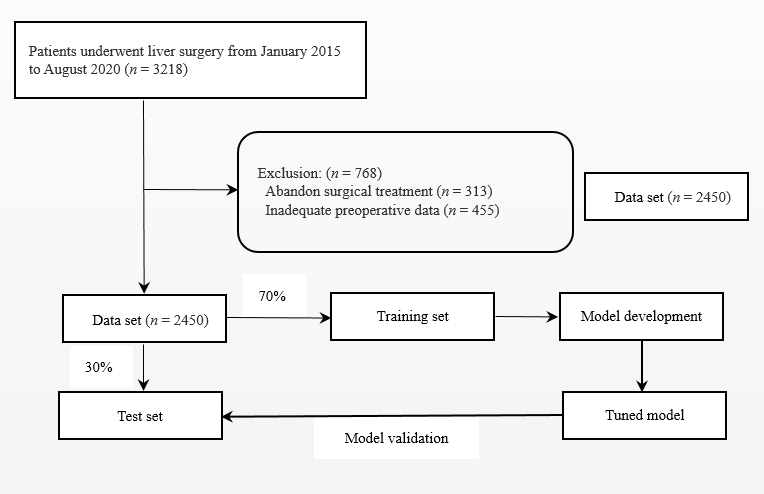 Patients underwent liver surgery from January 2015
to August 2020 (n = 3218)
Exclusion: (n = 768)
Abandon surgical treatment (n = 313)
Inadequate preoperative data (n = 455)
Data set (n = 2450)
70%
Data set (n = 2450)
Training set
Model development
30%
Test set
Tuned model
Model validation